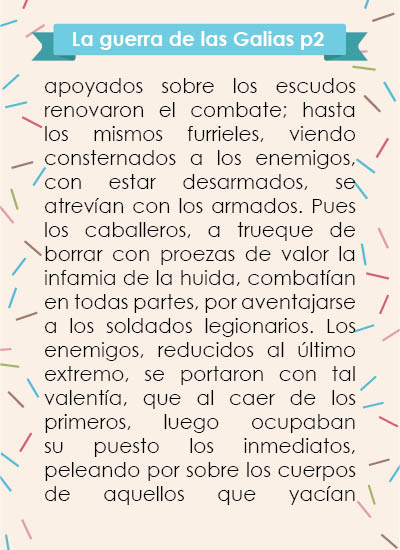 La guerra de las Galias p2
apoyados sobre los escudos
renovaron el combate; hasta
los mismos furrieles, viendo
consternados a los enemigos,
con estar desarmados, se
atrevían con los armados. Pues
los caballeros, a trueque de
borrar con proezas de valor la
infamia de la huida, combatían
en todas partes, por aventajarse
a los soldados legionarios. Los
enemigos, reducidos al último
extremo, se portaron con tal
valentía, que al caer de los
primeros, luego ocupaban
su puesto los inmediatos,
peleando por sobre los cuerpos
de aquellos que yacían